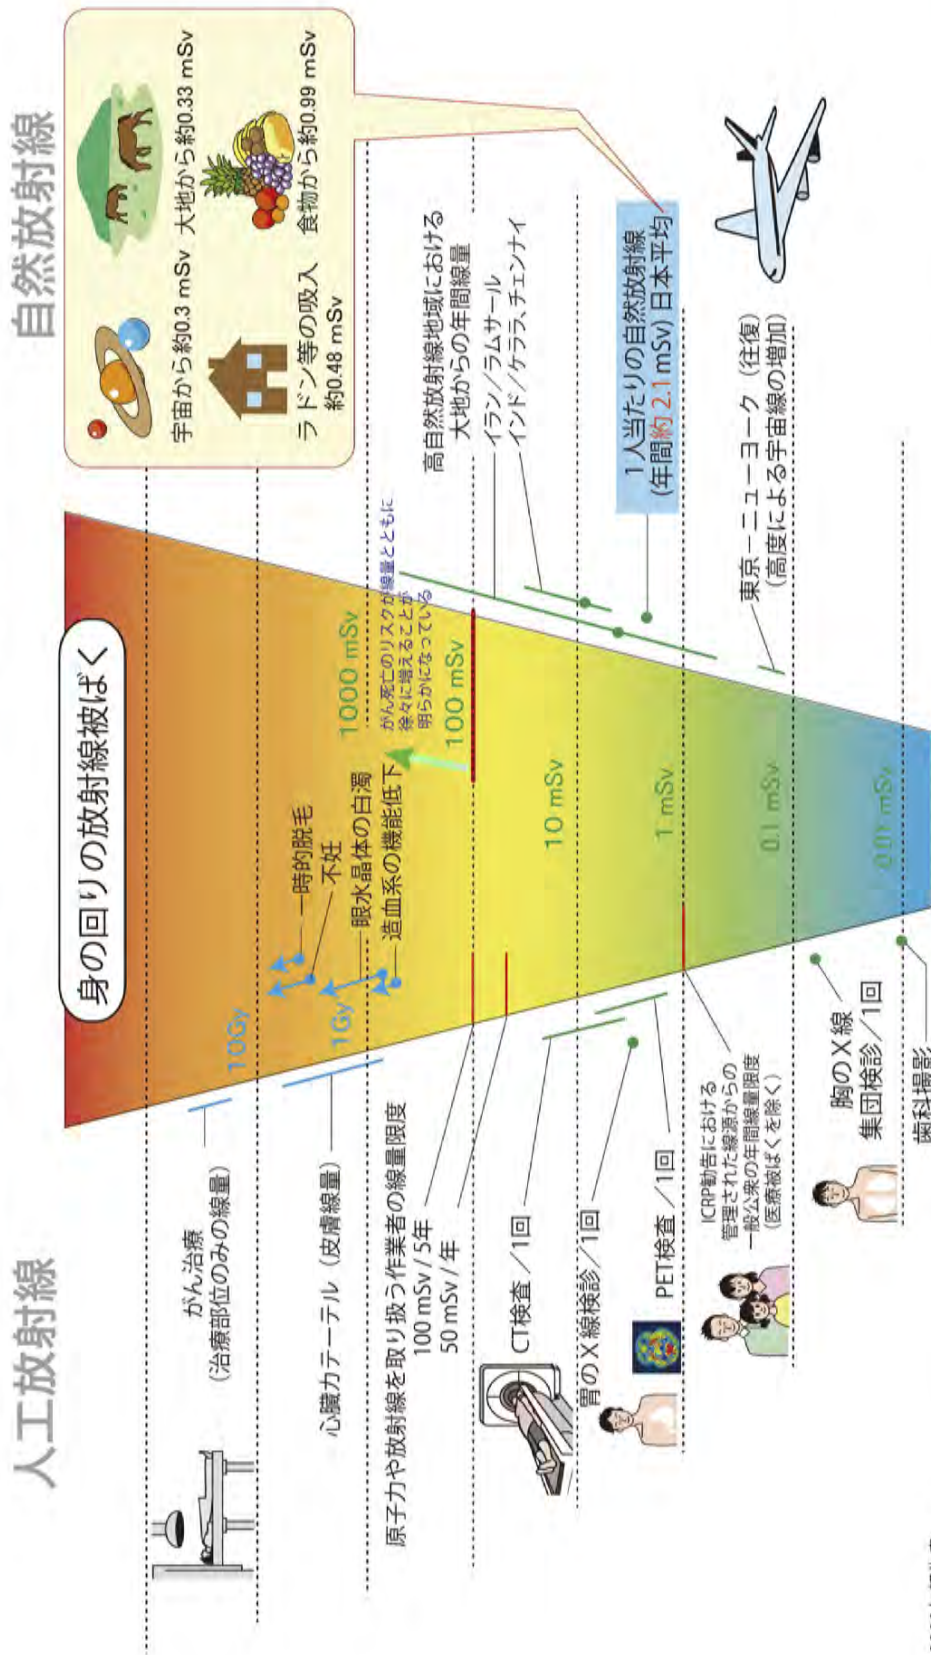 人工放射線
身の回りの放射線被ばく
自然放射線
宇宙から約0.3 mSv
大地から約0.33 mSv
ラドン等の吸入
約0.48 mSv
食物から約0.99 mSv
がん治療
(治療部位のみの線量)
心臓カテーテル（皮膚線量）
原子力や放射線を取り扱う作業者の線量限度
100 mSv / 5年
50 mSv / 年
CT検査／1回
胃のX線検診／1回
PET検査／1回
ICRP勧告における
管理された線源からの
一般公衆の年間線量限度
(医療被ばくを除く)
胸のX線
集団検診／1回
歯科撮影
10Gy
1Gy
一時的脱毛
不妊
眼水晶体の白濁
造血系の機能低下
1000 mSv
がん死亡のリスクが線量とともに
徐々に増えることが
明らかになっている
100 mSv
10 mSv
1 mSv
0.1 mSv
0.01 mSv
高自然放射線地域における
大地からの年間線量
イラン／ラムサール
インド／ケララ、チェンナイ
1人当たりの自然放射線
(年間約 2.1 mSv) 日本平均
東京ーニューヨーク（往復）
(高度による宇宙線の増加)